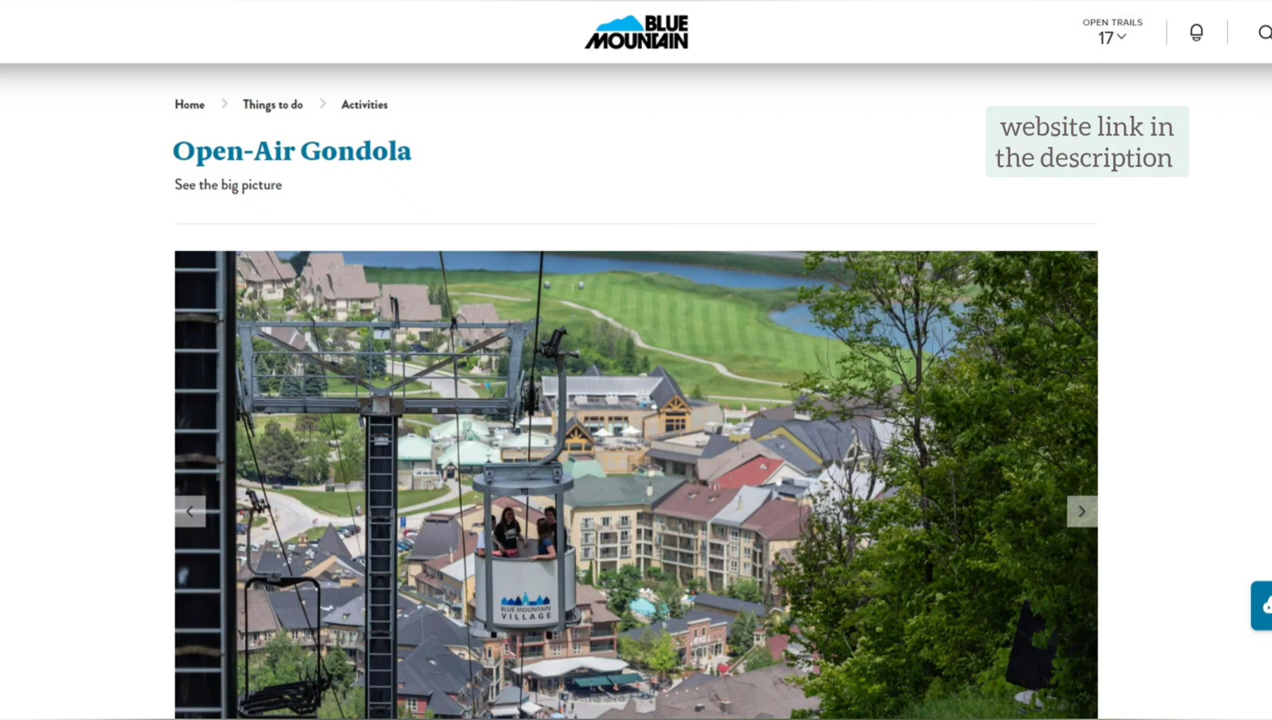 BLUE
MOUNTAIN
OPEN TRAILS
17
Home
Things to do
Activities
website link in
the description
Open-Air Gondola
See the big picture
10
BLUE MOUNTAIN
VILLAGE